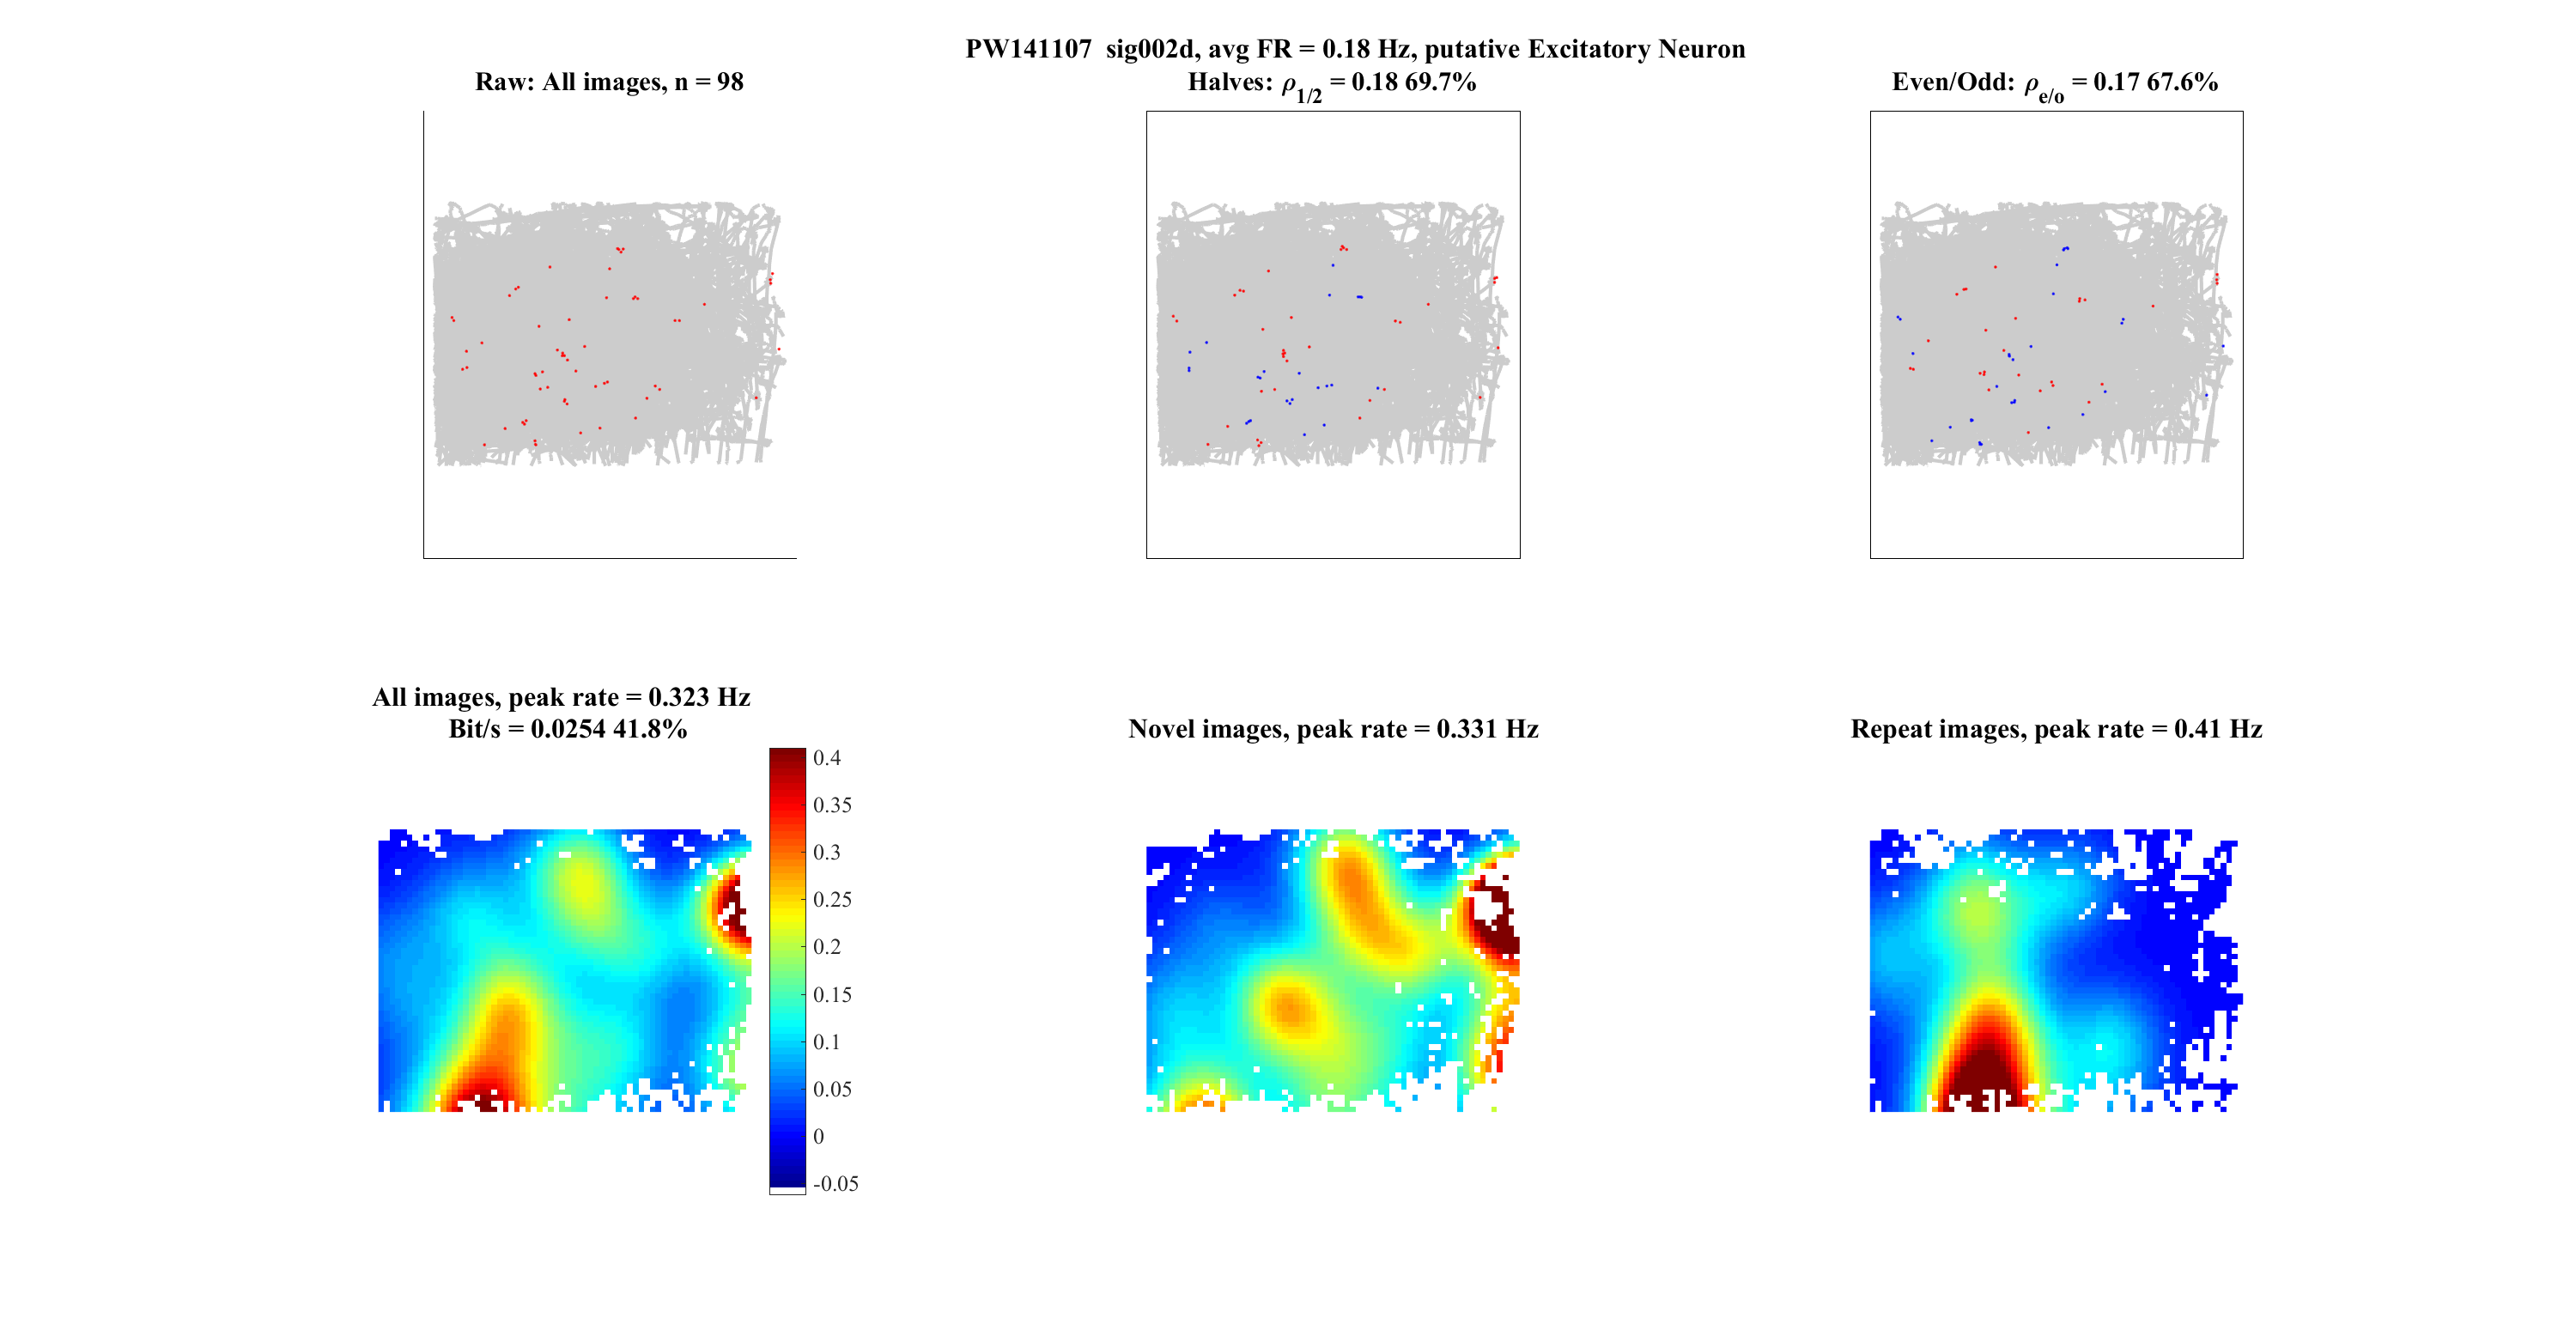 PW141107 sig002d, avg FR = 0.18 Hz, putative Excitatory Neuron
Raw: All images, n = 98
Halves: ρ1/2 = 0.18 69.7%
Even/Odd: ρe/o = 0.17 67.6%
All images, peak rate = 0.323 Hz
Bit/s = 0.0254 41.8%
Novel images, peak rate = 0.331 Hz
Repeat images, peak rate = 0.41 Hz
0.4
0.35
0.3
0.25
0.2
0.15
0.1
0.05
0
-0.05